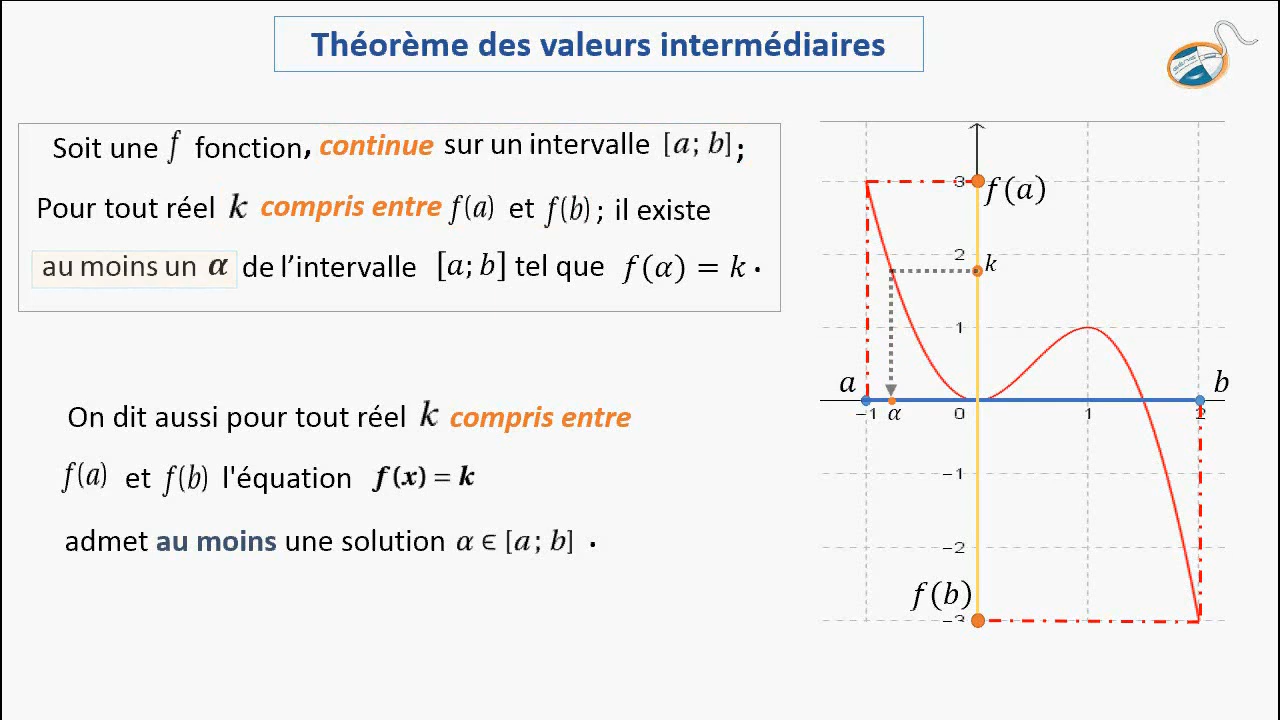 Théorème des valeurs intermédiaires
Soit une f fonction, continue sur un intervalle [a; b];
Pour tout réel k compris entre f(a) et f(b); il existe
au moins un α de l’intervalle [a; b] tel que f(α) = k.
On dit aussi pour tout réel k compris entre
f(a) et f(b) l'équation f(x) = k
admet au moins une solution α ∈ [a; b] .
3 f(a)
2 k
1
a b
−1 α 0 1 2
−1
−2
f(b)
−3